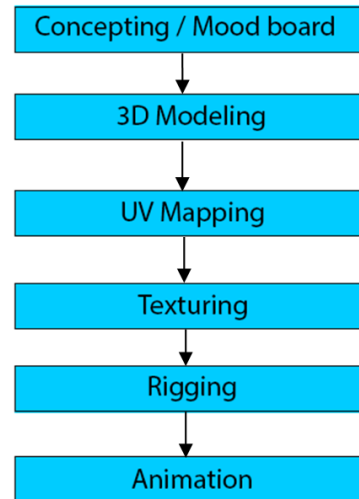 Concepting / Mood board
3D Modeling
UV Mapping
Texturing
Rigging
Animation